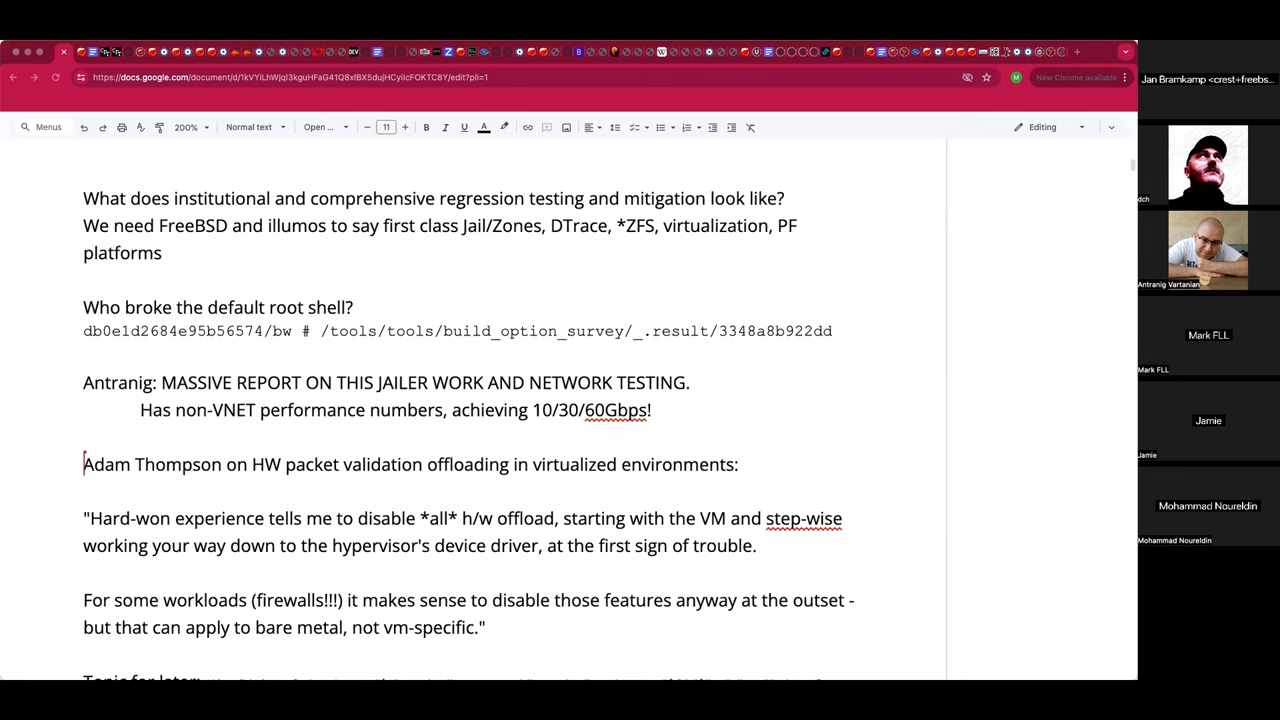 https://docs.google.com/document/d/1kVYiLhWjqI3kguHFaG41Q8xlBX5dujHCyiIcFOKTC8Y/edit?pli=1
New Chrome available
Menus
200%
Normal text
Open ...
11
Editing
What does institutional and comprehensive regression testing and mitigation look like?
We need FreeBSD and illumos to say first class Jail/Zones, DTrace, *ZFS, virtualization, PF
platforms
Who broke the default root shell?
db0e1d2684e95b56574/bw # /tools/tools/build_option_survey/_.result/3348a8b922dd
Antranig: MASSIVE REPORT ON THIS JAILER WORK AND NETWORK TESTING.
Has non-VNET performance numbers, achieving 10/30/60Gbps!
Adam Thompson on HW packet validation offloading in virtualized environments:
"Hard-won experience tells me to disable *all* h/w offload, starting with the VM and step-wise
working your way down to the hypervisor's device driver, at the first sign of trouble.
For some workloads (firewalls!!!) it makes sense to disable those features anyway at the outset -
but that can apply to bare metal, not vm-specific."
Topic for later:
Jan Bramkamp <crest+freebs...
dch
Antranig Vartanian
Mark FLL
Mark FLL
Jamie
Jamie
Mohammad Noureldin
Mohammad Noureldin